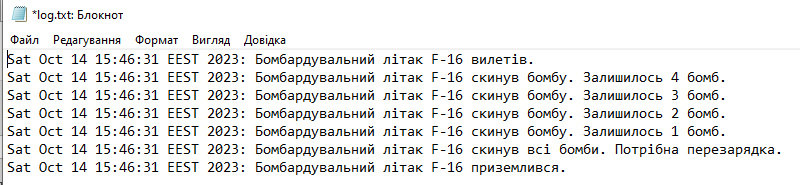 *log.txt: Блокнот
Файл Редагування Формат Вигляд Довідка
Sat Oct 14 15:46:31 EEST 2023: Бомбардувальний літак F-16 вилетів.
Sat Oct 14 15:46:31 EEST 2023: Бомбардувальний літак F-16 скинув бомбу. Залишилось 4 бомб.
Sat Oct 14 15:46:31 EEST 2023: Бомбардувальний літак F-16 скинув бомбу. Залишилось 3 бомб.
Sat Oct 14 15:46:31 EEST 2023: Бомбардувальний літак F-16 скинув бомбу. Залишилось 2 бомб.
Sat Oct 14 15:46:31 EEST 2023: Бомбардувальний літак F-16 скинув бомбу. Залишилось 1 бомб.
Sat Oct 14 15:46:31 EEST 2023: Бомбардувальний літак F-16 скинув всі бомби. Потрібна перезарядка.
Sat Oct 14 15:46:31 EEST 2023: Бомбардувальний літак F-16 приземлився.